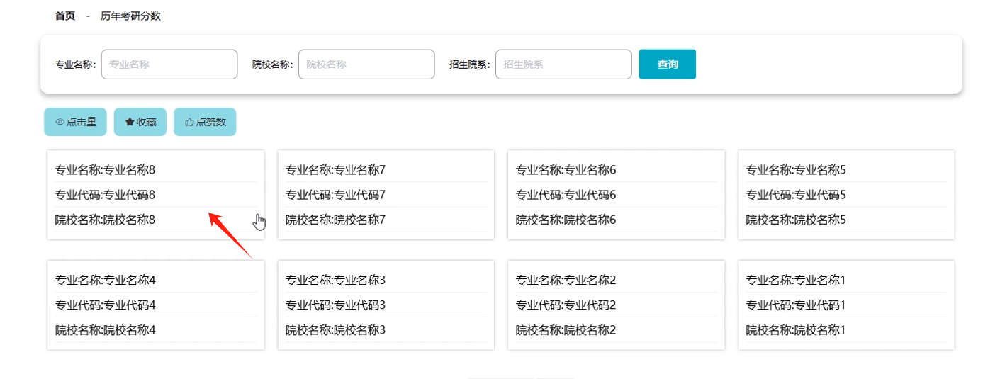 首页 - 历年考研分数
专业名称: 专业名称 院校名称: 院校名称 招生院系: 招生院系 查询
点击量 收藏 点赞数
专业名称:专业名称8 专业名称:专业名称7 专业名称:专业名称6 专业名称:专业名称5
专业代码:专业代码8 专业代码:专业代码7 专业代码:专业代码6 专业代码:专业代码5
院校名称:院校名称8 院校名称:院校名称7 院校名称:院校名称6 院校名称:院校名称5
专业名称:专业名称4 专业名称:专业名称3 专业名称:专业名称2 专业名称:专业名称1
专业代码:专业代码4 专业代码:专业代码3 专业代码:专业代码2 专业代码:专业代码1
院校名称:院校名称4 院校名称:院校名称3 院校名称:院校名称2 院校名称:院校名称1